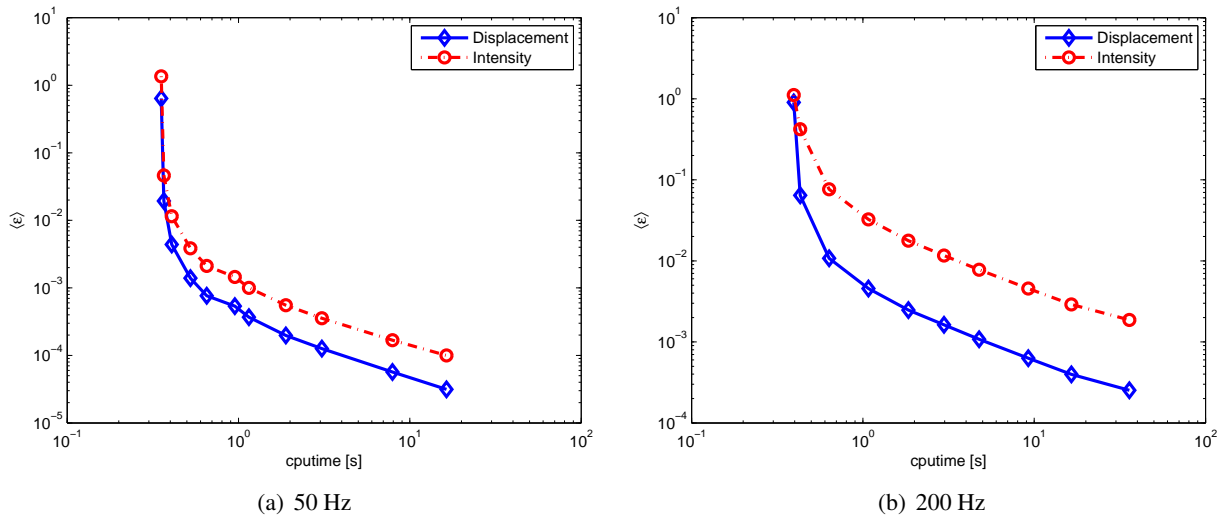 10^1
10^0
10^-1
10^-2
10^-3
10^-4
10^-5
⟨ε⟩
10^-1
10^0
10^1
10^2
cputime [s]
Displacement
Intensity
(a) 50 Hz
10^1
10^0
10^-1
10^-2
10^-3
10^-4
⟨ε⟩
10^-1
10^0
10^1
10^2
cputime [s]
Displacement
Intensity
(b) 200 Hz